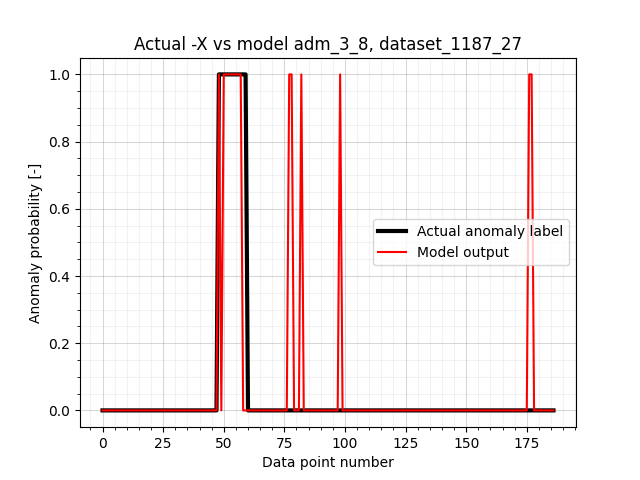 Actual -X vs model adm_3_8, dataset_1187_27
Anomaly probability [-]
1.0
0.8
0.6
0.4
0.2
0.0
Actual anomaly label
Model output
0 25 50 75 100 125 150 175
Data point number